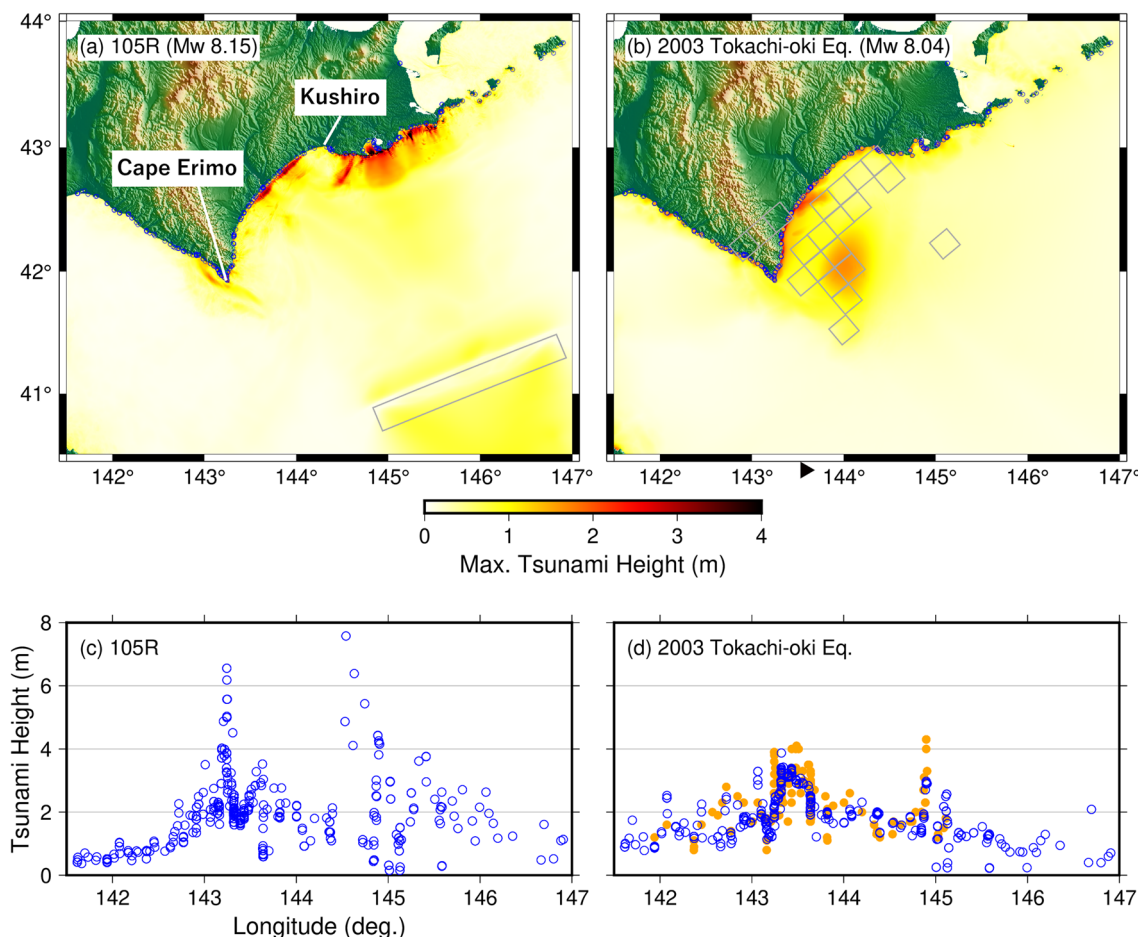 44°
43°
42°
41°
(a) 105R (Mw 8.15)
Kushiro
Cape Erimo
142° 143° 144° 145° 146° 147°
(b) 2003 Tokachi-oki Eq. (Mw 8.04)
142° 143° 144° 145° 146° 147°
0 1 2 3 4
Max. Tsunami Height (m)
Tsunami Height (m)
8
6
4
2
0
(c) 105R
142 143 144 145 146 147
Longitude (deg.)
(d) 2003 Tokachi-oki Eq.
142 143 144 145 146 147